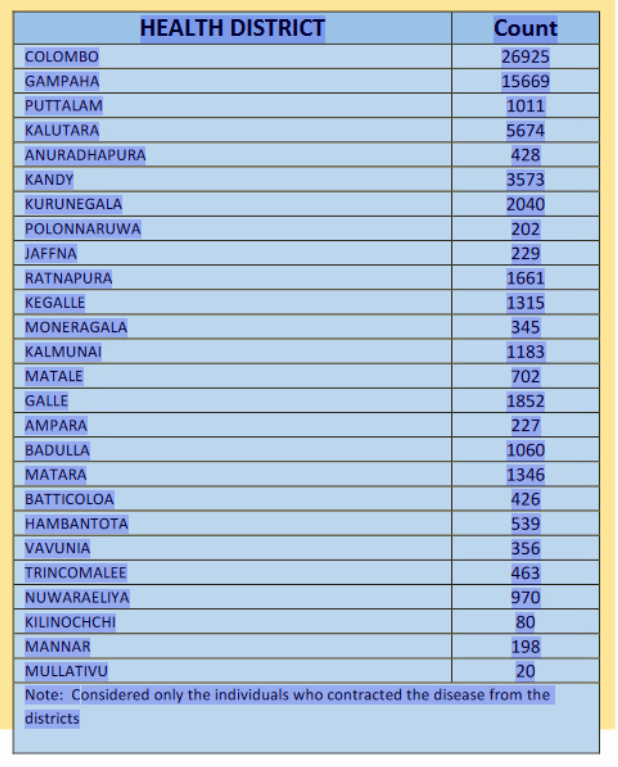 HEALTH DISTRICT Count
COLOMBO 26925
GAMPAHA 15669
PUTTALAM 1011
KALUTARA 5674
ANURADHAPURA 428
KANDY 3573
KURUNEGALA 2040
POLONNARUWA 202
JAFFNA 229
RATNAPURA 1661
KEGALLE 1315
MONERAGALA 345
KALMUNAI 1183
MATALE 702
GALLE 1852
AMPARA 227
BADULLA 1060
MATARA 1346
BATTICOLOA 426
HAMBANTOTA 539
VAVUNIA 356
TRINCOMALEE 463
NUWARAELIYA 970
KILINOCHCHI 80
MANNAR 198
MULLATIVU 20
Note: Considered only the individuals who contracted the disease from the
districts